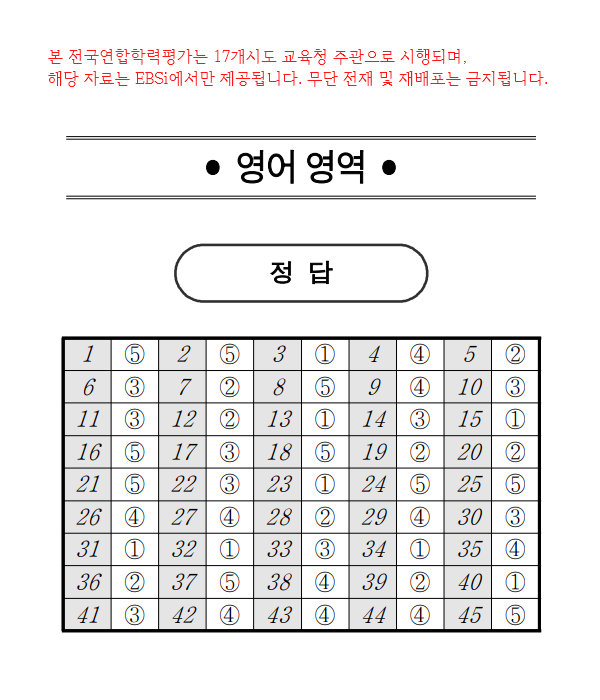 본 전국연합학력평가는 17개시도 교육청 주관으로 시행되며,
해당 자료는 EBSi에서만 제공됩니다. 무단 전재 및 재배포는 금지됩니다.
● 영어 영역 ●
정 답
1 ⑤ 2 ⑤ 3 ① 4 ④ 5 ②
6 ③ 7 ② 8 ⑤ 9 ④ 10 ③
11 ③ 12 ② 13 ① 14 ③ 15 ①
16 ⑤ 17 ③ 18 ⑤ 19 ② 20 ②
21 ⑤ 22 ③ 23 ① 24 ⑤ 25 ⑤
26 ④ 27 ④ 28 ② 29 ④ 30 ③
31 ① 32 ① 33 ③ 34 ① 35 ④
36 ② 37 ⑤ 38 ④ 39 ② 40 ①
41 ③ 42 ④ 43 ④ 44 ④ 45 ⑤